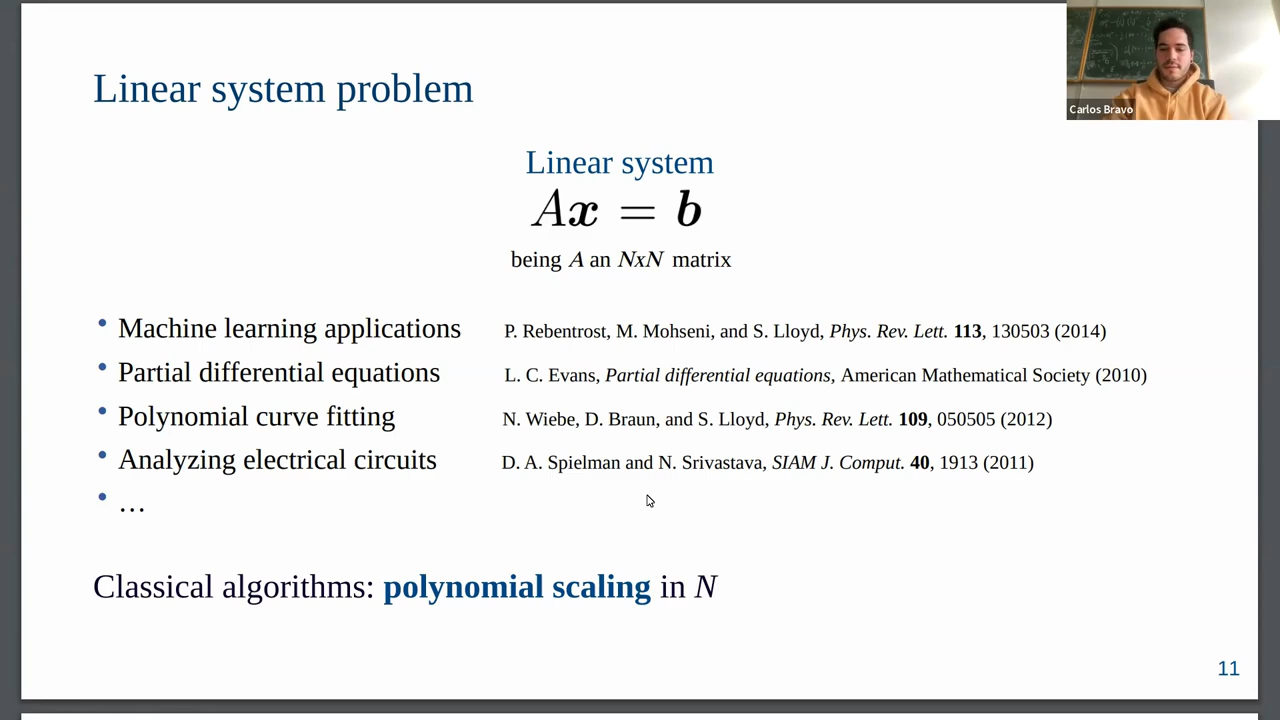 Linear system problem
Carlos Bravo
Linear system
Ax = b
being A an NxN matrix
• Machine learning applications P. Rebentrost, M. Mohseni, and S. Lloyd, Phys. Rev. Lett. 113, 130503 (2014)
• Partial differential equations L. C. Evans, Partial differential equations, American Mathematical Society (2010)
• Polynomial curve fitting N. Wiebe, D. Braun, and S. Lloyd, Phys. Rev. Lett. 109, 050505 (2012)
• Analyzing electrical circuits D. A. Spielman and N. Srivastava, SIAM J. Comput. 40, 1913 (2011)
• …
Classical algorithms: polynomial scaling in N
11